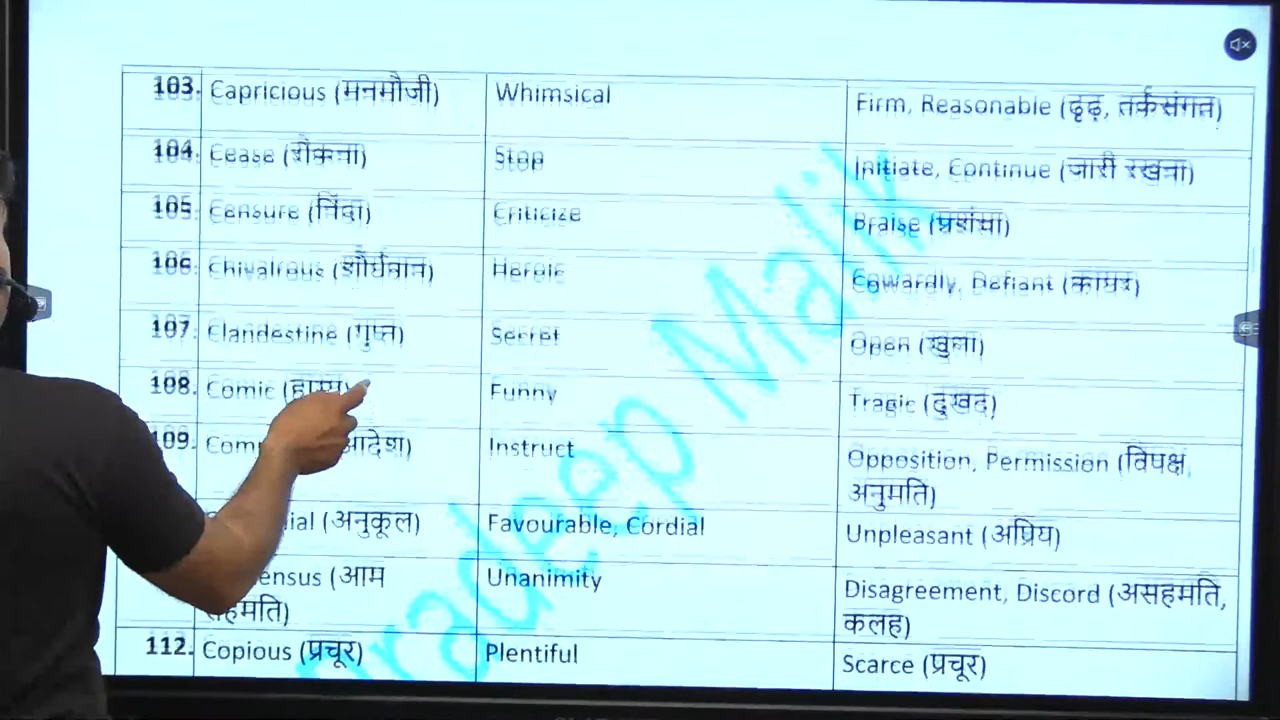 103. Capricious (मनमौजी) Whimsical Firm, Reasonable (दृढ़, तर्कसंगत)
104. Cease (रोकना) Stop Initiate, Continue (जारी रखना)
105. Censure (निंदा) Criticize Praise (प्रशंसा)
106. Chivalrous (शौर्यवान) Heroic Cowardly, Defiant (कायर)
107. Clandestine (गुप्त) Secret Open (खुला)
108. Comic (हास्य) Funny Tragic (दुखद)
109. आदेश) Instruct Opposition, Permission (विपक्ष,
अनुमति)
(अनुकूल) Favourable, Cordial Unpleasant (अप्रिय)
(आम Unanimity Disagreement, Discord (असहमति,
सहमति) कलह)
112. Copious (प्रचूर) Plentiful Scarce (प्रचूर)
Pradeep Malik